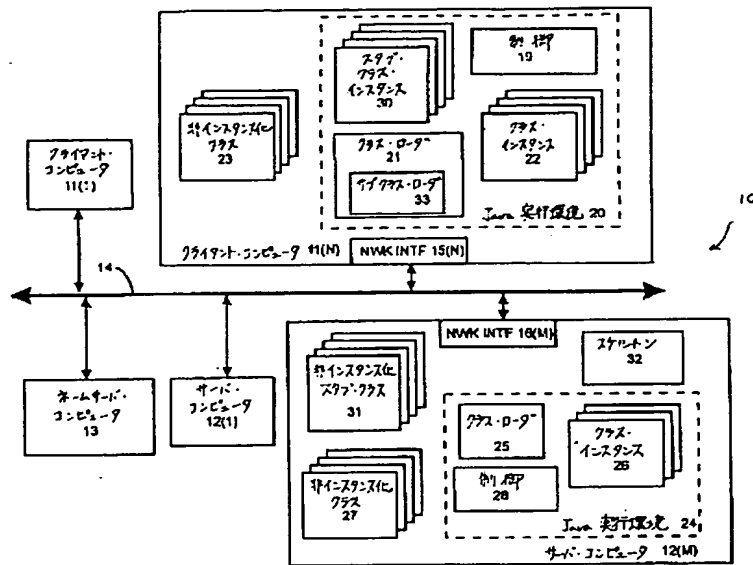 スタブ・
クラス・
インスタンス
30
制御
19
非インスタンス化
クラス
23
クラス・ローダ
21
サブクラス・ローダ
33
クラス・
インスタンス
22
Java 実行環境 20
クライアント・コンピュータ 11(N)
NWK INTF 15(N)
クライアント・
コンピュータ
10
14
NWK INTF 16(M)
ネームサーバ・
コンピュータ
13
サーバ・
コンピュータ
12(1)
非インスタンス化
スタブ・クラス
31
スケルトン
32
クラス・ローダ
25
クラス・
インスタンス
26
制御
28
非インスタンス化
クラス
27
Java 実行環境 24
サーバ・コンピュータ 12(M)